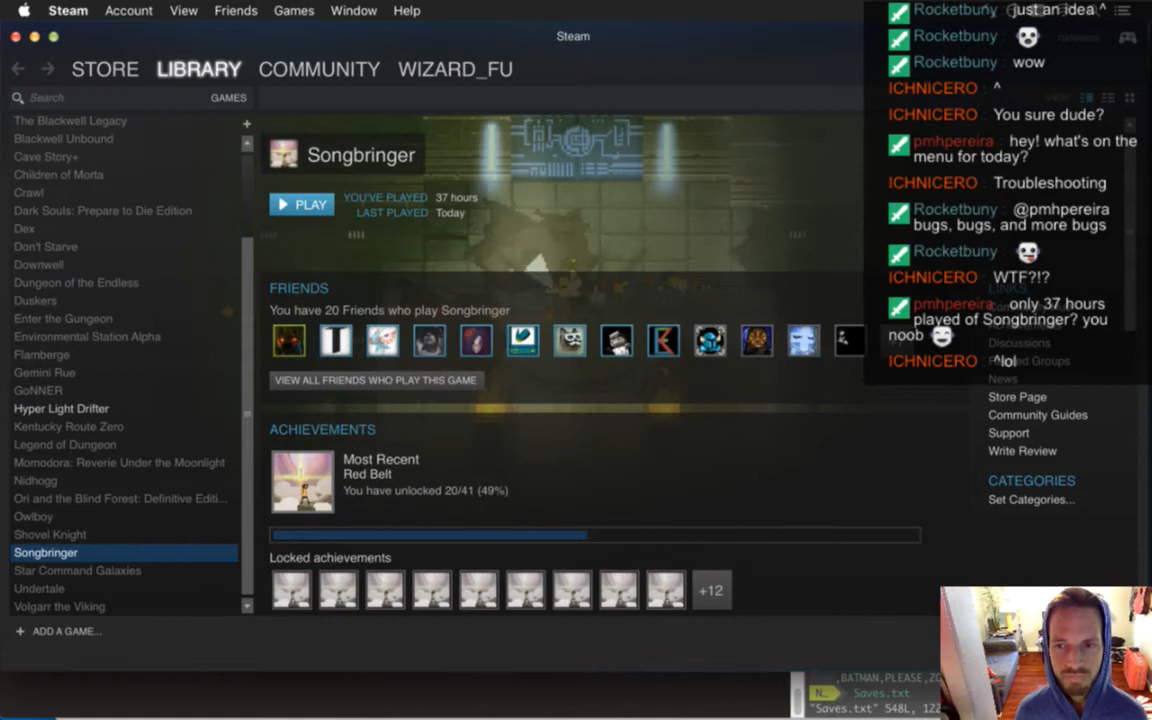 Steam Account View Friends Games Window Help
Steam
STORE LIBRARY COMMUNITY WIZARD_FU
Search GAMES
The Blackwell Legacy
Blackwell Unbound
Cave Story+
Children of Morta
Crawl
Dark Souls: Prepare to Die Edition
Dex
Don't Starve
Downwell
Dungeon of the Endless
Duskers
Enter the Gungeon
Environmental Station Alpha
Flamberge
Gemini Rue
GoNNER
Hyper Light Drifter
Kentucky Route Zero
Legend of Dungeon
Momodora: Reverie Under the Moonlight
Nidhogg
Ori and the Blind Forest: Definitive Editi...
Owlboy
Shovel Knight
Songbringer
Star Command Galaxies
Undertale
Volgarr the Viking
+ ADD A GAME...
Songbringer
PLAY
YOU'VE PLAYED 37 hours
LAST PLAYED Today
FRIENDS
You have 20 Friends who play Songbringer
VIEW ALL FRIENDS WHO PLAY THIS GAME
ACHIEVEMENTS
Most Recent
Red Belt
You have unlocked 20/41 (49%)
Locked achievements
+12
Rocketbuny : just an idea ^
Rocketbuny :
Rocketbuny : wow
ICHNICERO : ^
ICHNICERO : You sure dude?
pmhpereira : hey! what's on the
menu for today?
ICHNICERO : Troubleshooting
Rocketbuny : @pmhpereira
bugs, bugs, and more bugs
Rocketbuny :
ICHNICERO : WTF?!?
pmhpereira : only 37 hours
played of Songbringer? you
noob
ICHNICERO : ^lol
LINKS
Discussions
Groups
News
Store Page
Community Guides
Support
Write Review
CATEGORIES
Set Categories...
,BATMAN,PLEASE,ZO
N... Saves.txt
"Saves.txt" 548L, 122